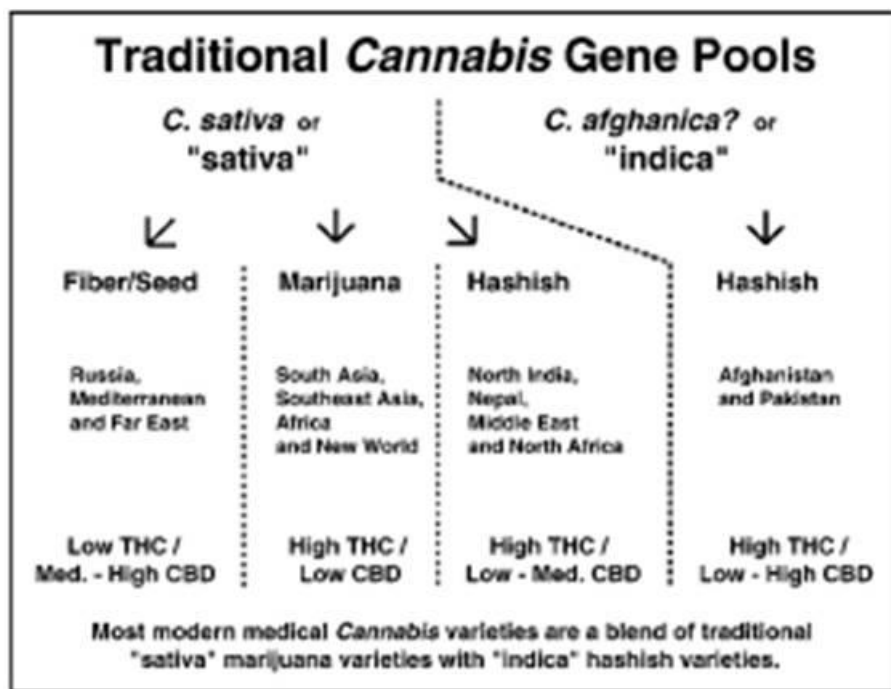 Traditional Cannabis Gene Pools
C. sativa or
"sativa"
C. afghanica? or
"indica"
Fiber/Seed
Russia,
Mediterranean
and Far East
Low THC /
Med. - High CBD
Marijuana
South Asia,
Southeast Asia,
Africa
and New World
High THC /
Low CBD
Hashish
North India,
Nepal,
Middle East
and North Africa
High THC /
Low - Med. CBD
Hashish
Afghanistan
and Pakistan
High THC /
Low - High CBD
Most modern medical Cannabis varieties are a blend of traditional
"sativa" marijuana varieties with "indica" hashish varieties.